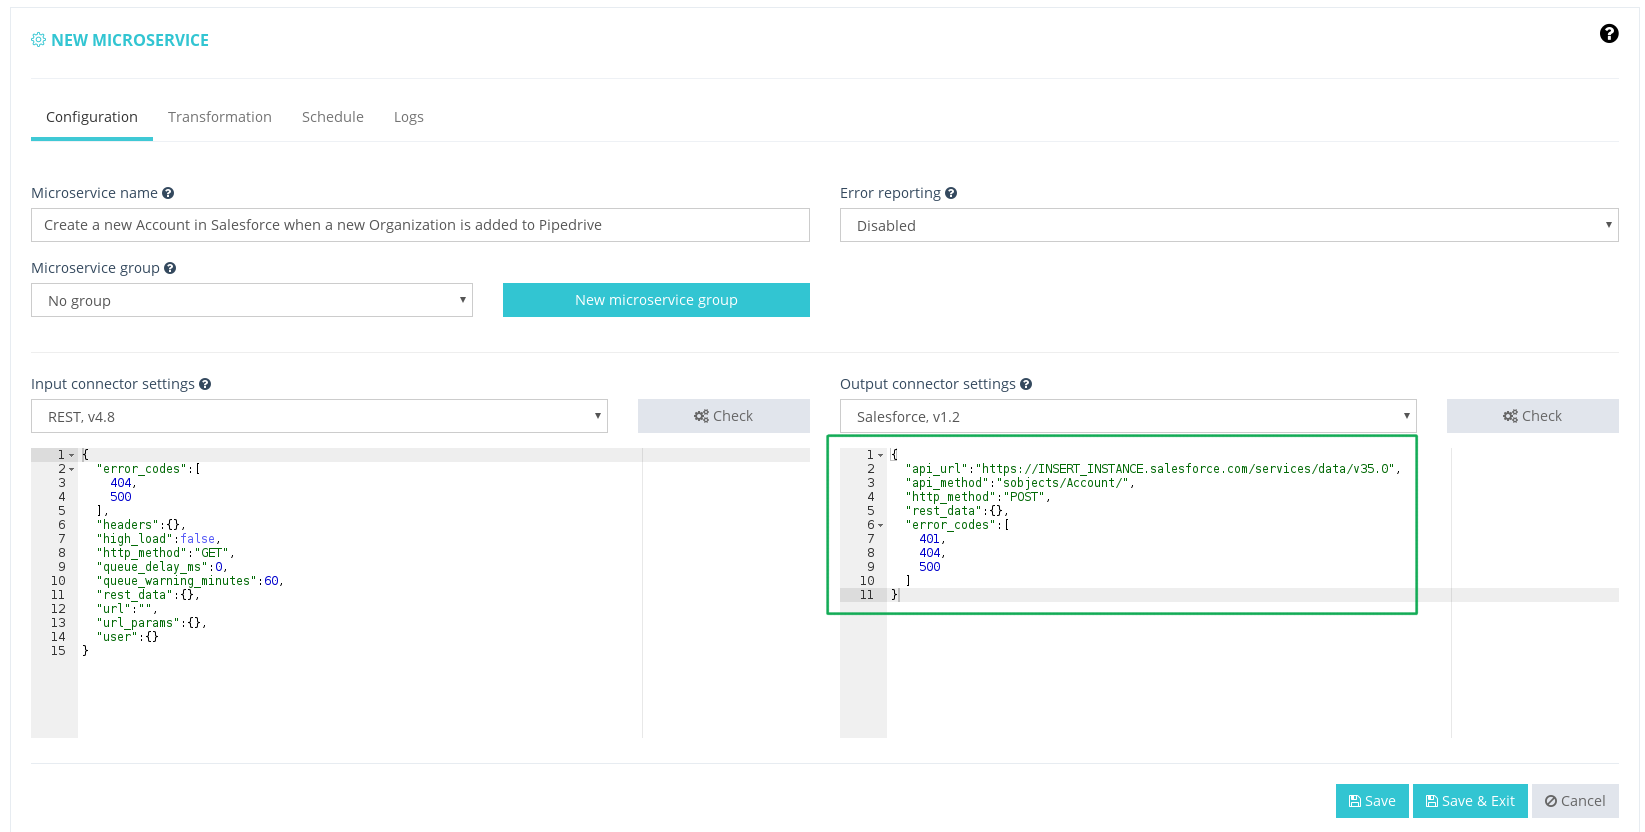 NEW MICROSERVICE
Configuration Transformation Schedule Logs
Microservice name
Create a new Account in Salesforce when a new Organization is added to Pipedrive
Error reporting
Disabled
Microservice group
No group
New microservice group
Input connector settings
REST, v4.8
Check
1 {
2 "error_codes":[
3 404,
4 500
5 ],
6 "headers":{},
7 "high_load":false,
8 "http_method":"GET",
9 "queue_delay_ms":0,
10 "queue_warning_minutes":60,
11 "rest_data":{},
12 "url":"",
13 "url_params":{},
14 "user":{}
15 }
Output connector settings
Salesforce, v1.2
Check
1 {
2 "api_url":"https://INSERT_INSTANCE.salesforce.com/services/data/v35.0",
3 "api_method":"sobjects/Account/",
4 "http_method":"POST",
5 "rest_data":{},
6 "error_codes":[
7 401,
8 404,
9 500
10 ]
11 }
Save Save & Exit Cancel